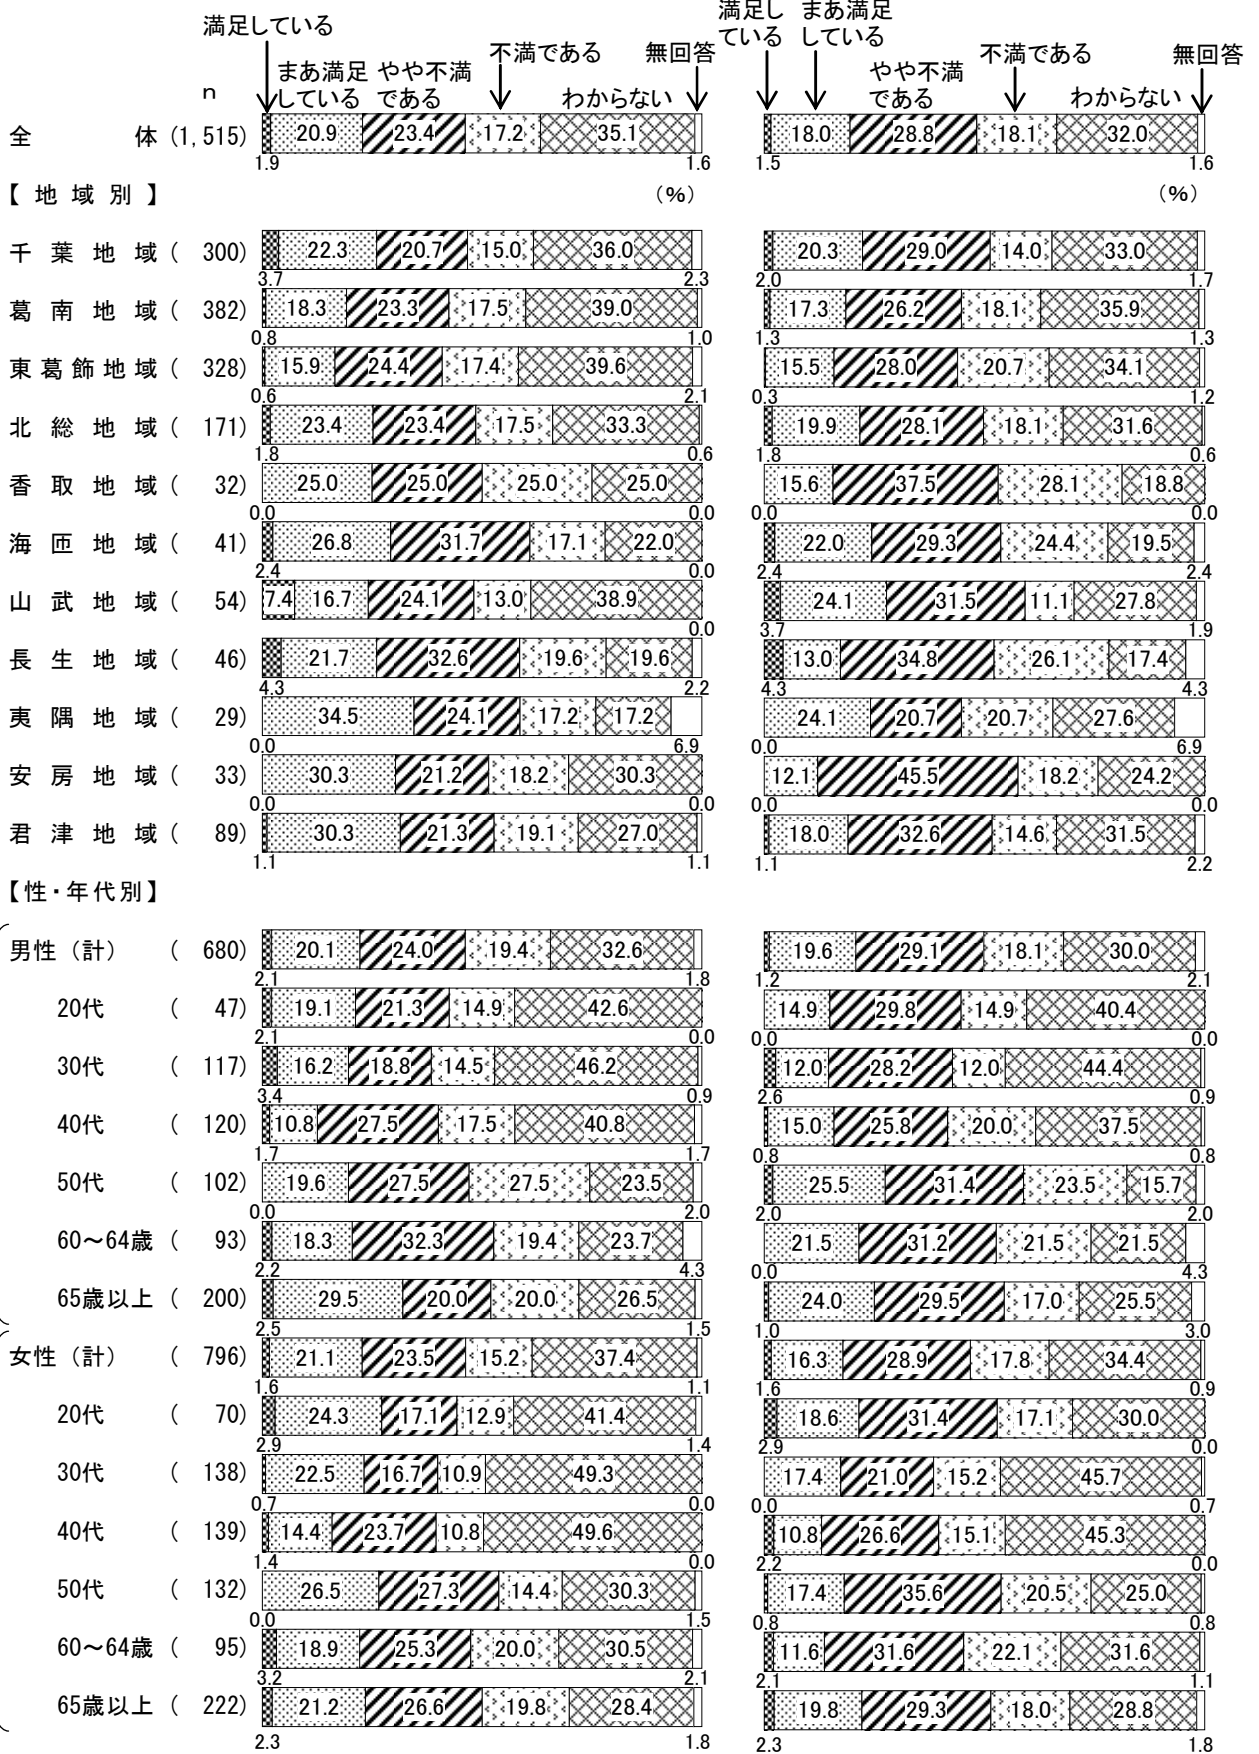 満足している
満足し ている
まあ満足 している
n
まあ満足 している
やや不満 である
不満である
わからない
無回答
やや不満 である
不満である
わからない
無回答
全体 (1,515) 20.9 23.4 17.2 35.1 18.0 28.8 18.1 32.0
1.9 1.6 1.5 1.6
【地域別】 (%) (%)
千葉地域 ( 300) 22.3 20.7 15.0 36.0 20.3 29.0 14.0 33.0
3.7 2.3 2.0 1.7
葛南地域 ( 382) 18.3 23.3 17.5 39.0 17.3 26.2 18.1 35.9
0.8 1.0 1.3 1.3
東葛飾地域 ( 328) 15.9 24.4 17.4 39.6 15.5 28.0 20.7 34.1
0.6 2.1 0.3 1.2
北総地域 ( 171) 23.4 23.4 17.5 33.3 19.9 28.1 18.1 31.6
1.8 0.6 1.8 0.6
香取地域 ( 32) 25.0 25.0 25.0 25.0 15.6 37.5 28.1 18.8
0.0 0.0 0.0 0.0
海匝地域 ( 41) 26.8 31.7 17.1 22.0 22.0 29.3 24.4 19.5
2.4 0.0 2.4 2.4
山武地域 ( 54) 7.4 16.7 24.1 13.0 38.9 24.1 31.5 11.1 27.8
0.0 3.7 1.9
長生地域 ( 46) 21.7 32.6 19.6 19.6 13.0 34.8 26.1 17.4
4.3 2.2 4.3 4.3
夷隅地域 ( 29) 34.5 24.1 17.2 17.2 24.1 20.7 20.7 27.6
0.0 6.9 0.0 6.9
安房地域 ( 33) 30.3 21.2 18.2 30.3 12.1 45.5 18.2 24.2
0.0 0.0 0.0 0.0
君津地域 ( 89) 30.3 21.3 19.1 27.0 18.0 32.6 14.6 31.5
1.1 1.1 1.1 2.2
【性・年代別】
男性（計） ( 680) 20.1 24.0 19.4 32.6 19.6 29.1 18.1 30.0
2.1 1.8 1.2 2.1
20代 ( 47) 19.1 21.3 14.9 42.6 14.9 29.8 14.9 40.4
2.1 0.0 0.0 0.0
30代 ( 117) 16.2 18.8 14.5 46.2 12.0 28.2 12.0 44.4
3.4 0.9 2.6 0.9
40代 ( 120) 10.8 27.5 17.5 40.8 15.0 25.8 20.0 37.5
1.7 1.7 0.8 0.8
50代 ( 102) 19.6 27.5 27.5 23.5 25.5 31.4 23.5 15.7
0.0 2.0 2.0 2.0
60～64歳 ( 93) 18.3 32.3 19.4 23.7 21.5 31.2 21.5 21.5
2.2 4.3 0.0 4.3
65歳以上 ( 200) 29.5 20.0 20.0 26.5 24.0 29.5 17.0 25.5
2.5 1.5 1.0 3.0
女性（計） ( 796) 21.1 23.5 15.2 37.4 16.3 28.9 17.8 34.4
1.6 1.1 1.6 0.9
20代 ( 70) 24.3 17.1 12.9 41.4 18.6 31.4 17.1 30.0
2.9 1.4 2.9 0.0
30代 ( 138) 22.5 16.7 10.9 49.3 17.4 21.0 15.2 45.7
0.7 0.0 0.0 0.7
40代 ( 139) 14.4 23.7 10.8 49.6 10.8 26.6 15.1 45.3
1.4 0.0 2.2 0.0
50代 ( 132) 26.5 27.3 14.4 30.3 17.4 35.6 20.5 25.0
0.0 1.5 0.8 0.8
60～64歳 ( 95) 18.9 25.3 20.0 30.5 11.6 31.6 22.1 31.6
3.2 2.1 2.1 1.1
65歳以上 ( 222) 21.2 26.6 19.8 28.4 19.8 29.3 18.0 28.8
2.3 1.8 2.3 1.8